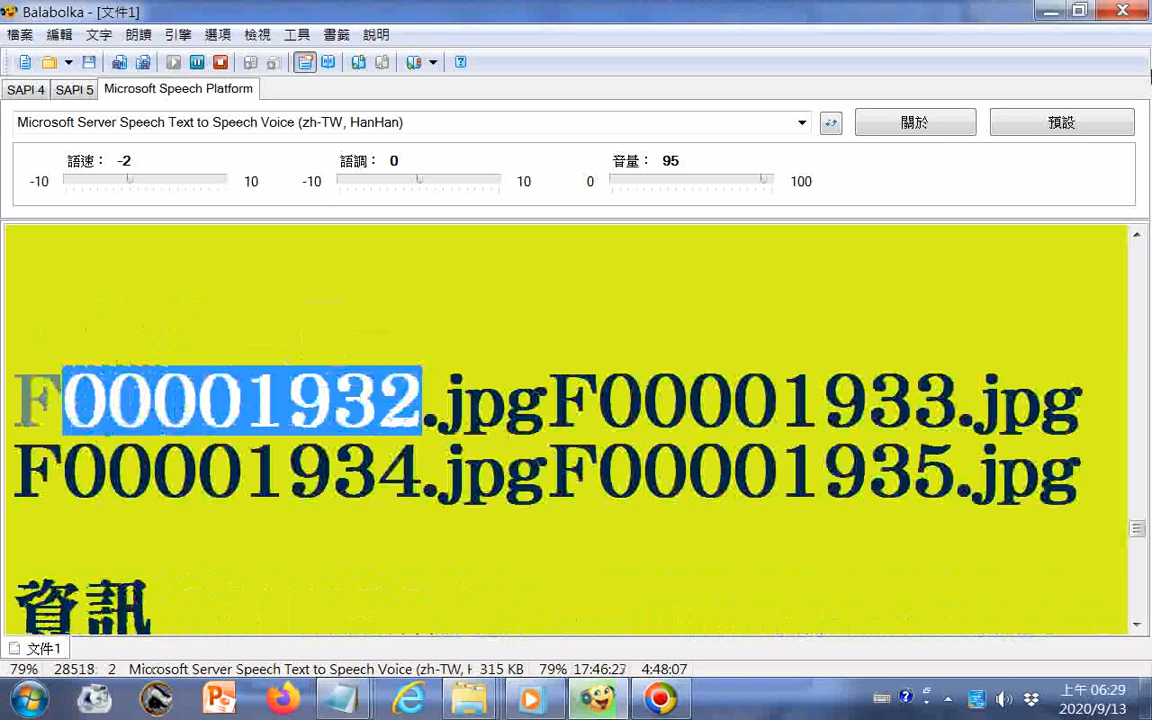 Balabolka - [文件1]
檔案 編輯 文字 朗讀 引擎 選項 檢視 工具 書籤 說明
SAPI 4 SAPI 5 Microsoft Speech Platform
Microsoft Server Speech Text to Speech Voice (zh-TW, HanHan) 關於 預設
語速： -2 語調： 0 音量： 95
-10 10 -10 10 0 100
F00001932.jpgF00001933.jpg
F00001934.jpgF00001935.jpg
資訊
文件1
79% 28518: 2 Microsoft Server Speech Text to Speech Voice (zh-TW, H 315 KB 79% 17:46:27 4:48:07
上午 06:29
2020/9/13